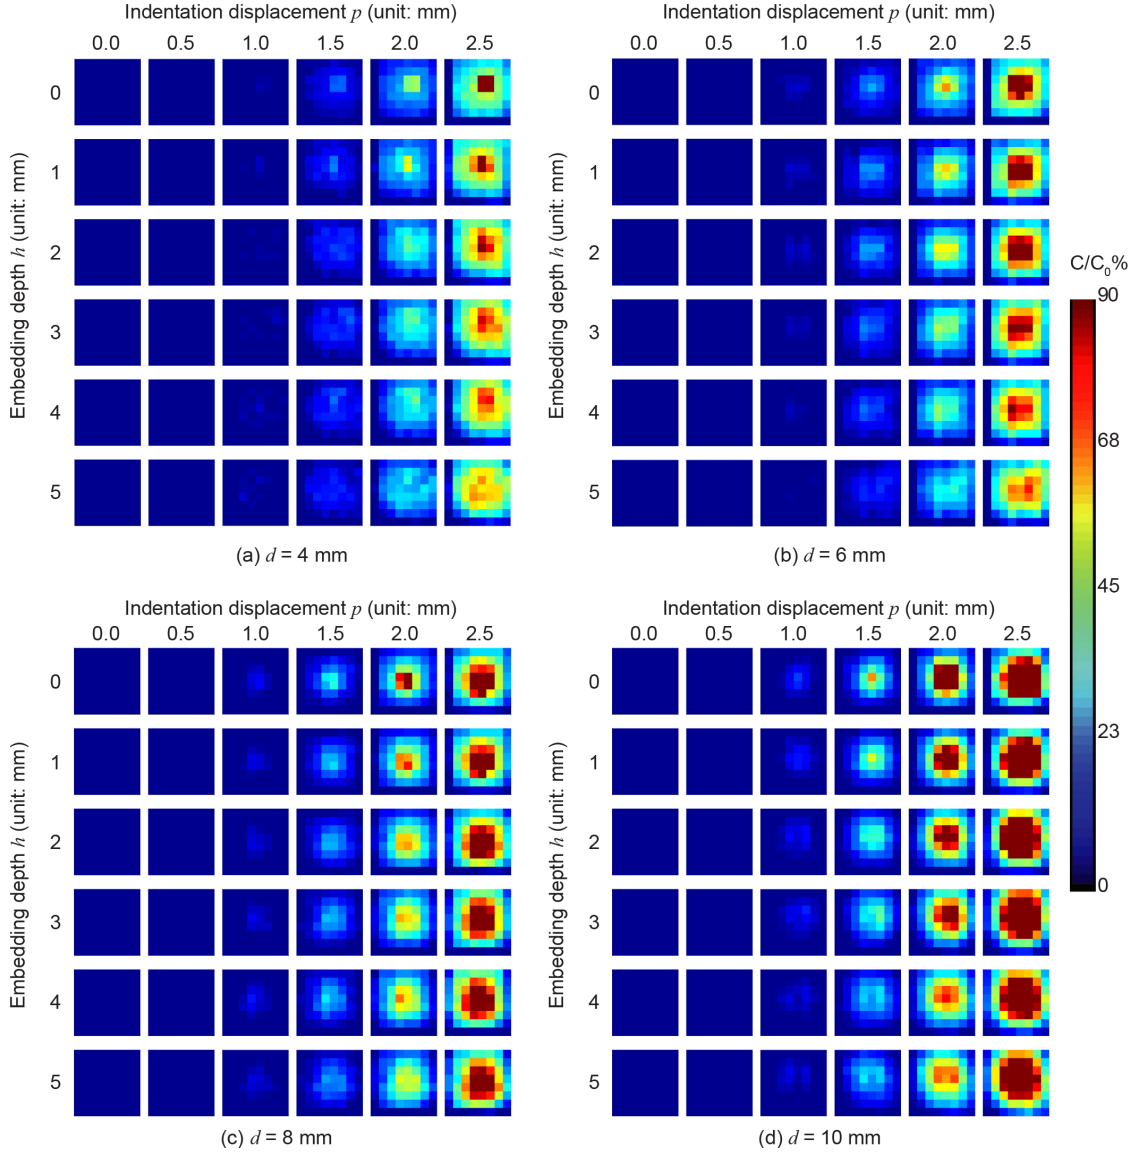 Indentation displacement p (unit: mm)
0.0 0.5 1.0 1.5 2.0 2.5
Embedding depth h (unit: mm)
0
1
2
3
4
5
(a) d = 4 mm
Indentation displacement p (unit: mm)
0.0 0.5 1.0 1.5 2.0 2.5
Embedding depth h (unit: mm)
0
1
2
3
4
5
(b) d = 6 mm
Indentation displacement p (unit: mm)
0.0 0.5 1.0 1.5 2.0 2.5
Embedding depth h (unit: mm)
0
1
2
3
4
5
(c) d = 8 mm
Indentation displacement p (unit: mm)
0.0 0.5 1.0 1.5 2.0 2.5
Embedding depth h (unit: mm)
0
1
2
3
4
5
(d) d = 10 mm
C/C₀%
90
68
45
23
0